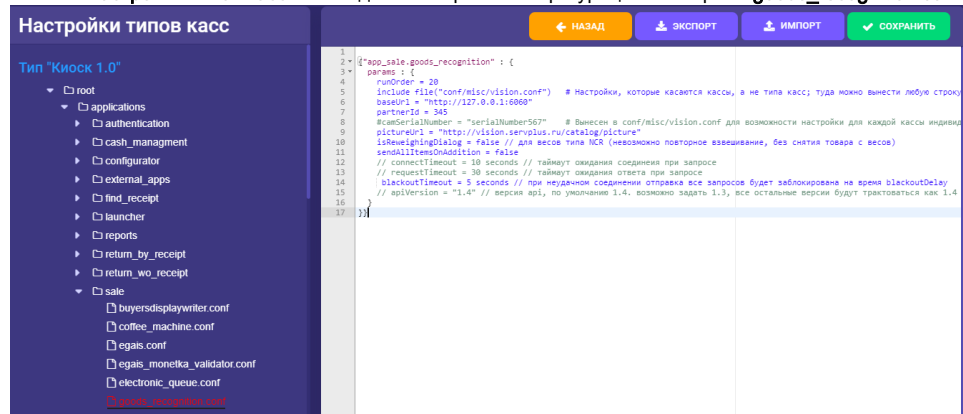 Настройки типов касс
НАЗАД
ЭКСПОРТ
ИМПОРТ
СОХРАНИТЬ
Тип "Киоск 1.0"
root
applications
authentication
cash_managment
configurator
external_apps
find_receipt
launcher
reports
return_by_receipt
return_wo_receipt
sale
buyersdisplaywriter.conf
coffee_machine.conf
egais.conf
egais_monetka_validator.conf
electronic_queue.conf
goods_recognition.conf
1
2 {"app_sale.goods_recognition" : {
3 params : {
4 runOrder = 20
5 include file("conf/misc/vision.conf") # Настройки, которые касаются кассы, а не типа касс; туда можно вынести любую строку
6 baseUrl = "http://127.0.0.1:6060"
7 partnerId = 345
8 #camSerialNumber = "serialNumber567" # Вынесен в conf/misc/vision.conf для возможности настройки для каждой кассы индивид
9 pictureUrl = "http://vision.servplus.ru/catalog/picture"
10 isReweighingDialog = false // для весов типа NCR (невозможно повторное взвешивание, без снятия товара с весов)
11 sendAllItemsOnAddition = false
12 // connectTimeout = 10 seconds // таймаут ожидания соединеия при запросе
13 // requestTimeout = 30 seconds // таймаут ожидания ответа при запросе
14 blackoutTimeout = 5 seconds // при неудачном соединении отправка все запросов будет заблокирована на время blackoutDelay
15 // apiVersion = "1.4" // версия api, по умолчанию 1.4. возможно задать 1.3, все остальные версии будут трактоваться как 1.4
16 }
17 }}